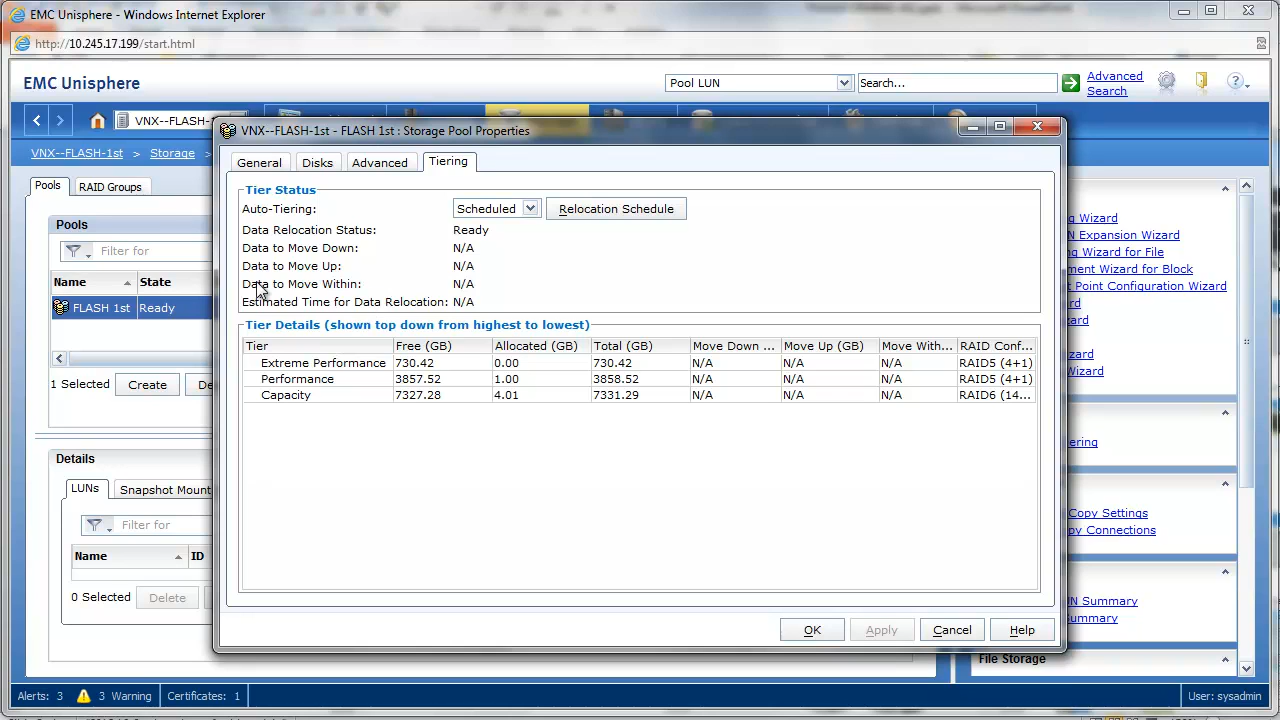 EMC Unisphere - Windows Internet Explorer
http://10.245.17.199/start.html
EMC Unisphere
Pool LUN
Search...
Advanced Search
VNX--FLASH-
VNX--FLASH-1st > Storage >
VNX--FLASH-1st - FLASH 1st : Storage Pool Properties
Pools
RAID Groups
Pools
Filter for
Name State
FLASH 1st Ready
1 Selected Create De
Details
LUNs Snapshot Mount
Filter for
Name ID
0 Selected Delete
General Disks Advanced Tiering
Tier Status
Auto-Tiering: Scheduled Relocation Schedule
Data Relocation Status: Ready
Data to Move Down: N/A
Data to Move Up: N/A
Data to Move Within: N/A
Estimated Time for Data Relocation: N/A
Tier Details (shown top down from highest to lowest)
Tier Free (GB) Allocated (GB) Total (GB) Move Down ... Move Up (GB) Move With... RAID Conf...
Extreme Performance 730.42 0.00 730.42 N/A N/A N/A RAID5 (4+1)
Performance 3857.52 1.00 3858.52 N/A N/A N/A RAID5 (4+1)
Capacity 7327.28 4.01 7331.29 N/A N/A N/A RAID6 (14...
OK Apply Cancel Help
ng Wizard
N Expansion Wizard
ng Wizard for File
ment Wizard for Block
t Point Configuration Wizard
ard
ard
Wizard
ering
Copy Settings
opy Connections
N Summary
ummary
File Storage
Alerts: 3 3 Warning Certificates: 1
User: sysadmin